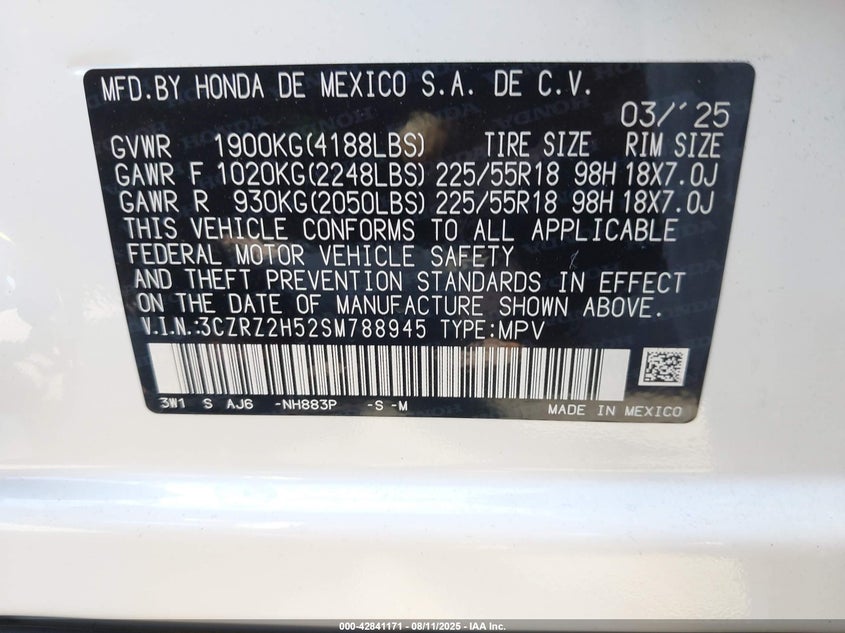 MFD.BY HONDA DE MEXICO S.A. DE C.V.
03/'25
GVWR 1900KG(4188LBS) TIRE SIZE RIM SIZE
GAWR F 1020KG(2248LBS) 225/55R18 98H 18X7.0J
GAWR R 930KG(2050LBS) 225/55R18 98H 18X7.0J
THIS VEHICLE CONFORMS TO ALL APPLICABLE
FEDERAL MOTOR VEHICLE SAFETY
AND THEFT PREVENTION STANDARDS IN EFFECT
ON THE DATE OF MANUFACTURE SHOWN ABOVE.
V.I.N.:3CZRZ2H52SM788945 TYPE:MPV
3W1 S AJ6 -NH883P -S -M MADE IN MEXICO
000-42841171 - 08/11/2025 - IAA Inc.